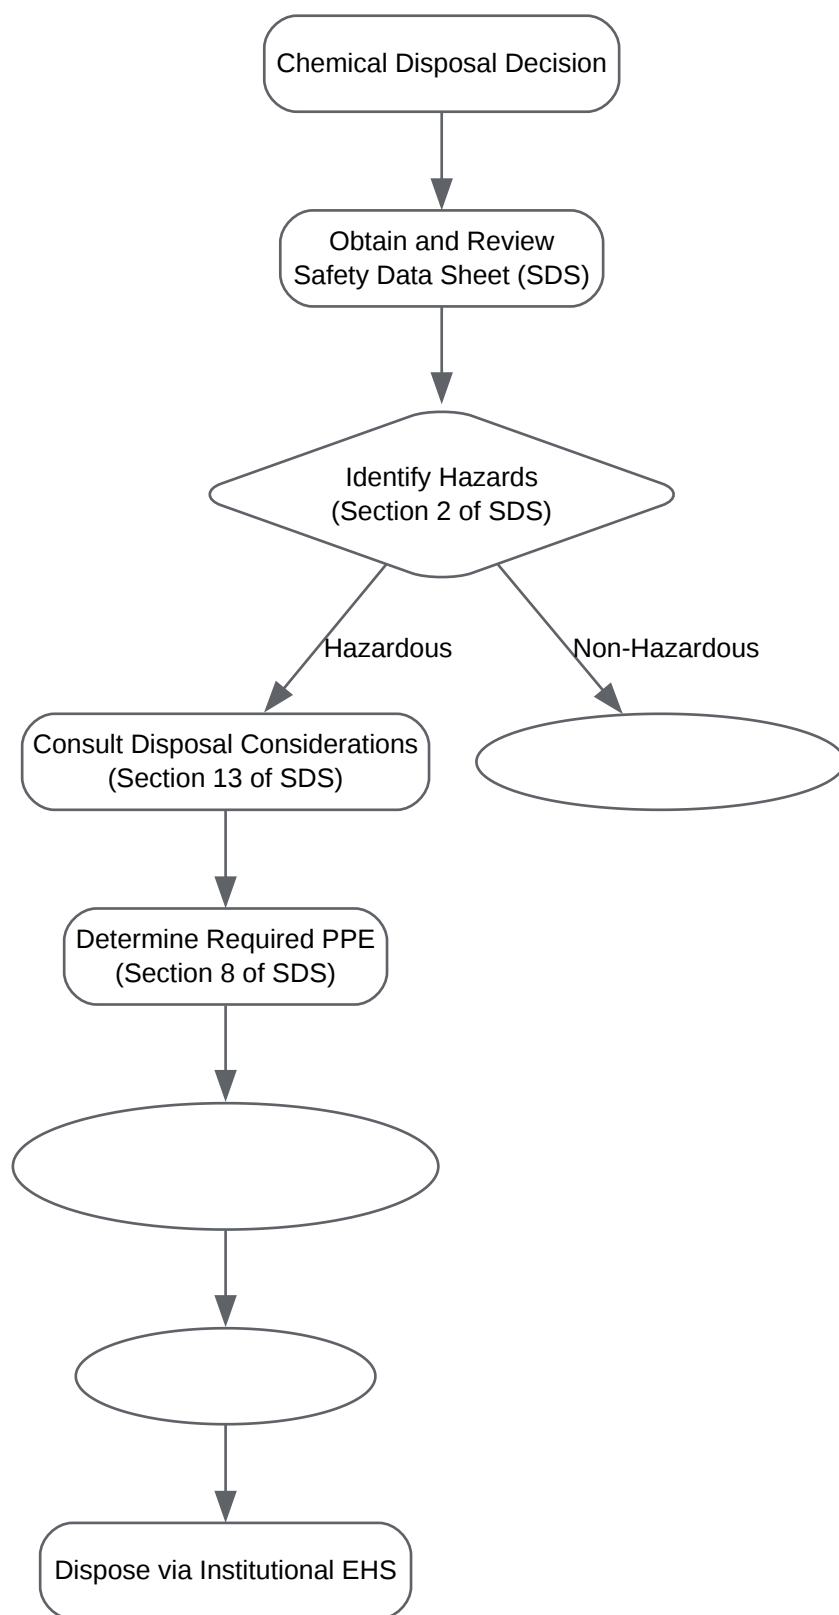 Chemical Disposal Decision
Obtain and Review
Safety Data Sheet (SDS)
Identify Hazards
(Section 2 of SDS)
Hazardous
Non-Hazardous
Consult Disposal Considerations
(Section 13 of SDS)
Determine Required PPE
(Section 8 of SDS)
Dispose via Institutional EHS